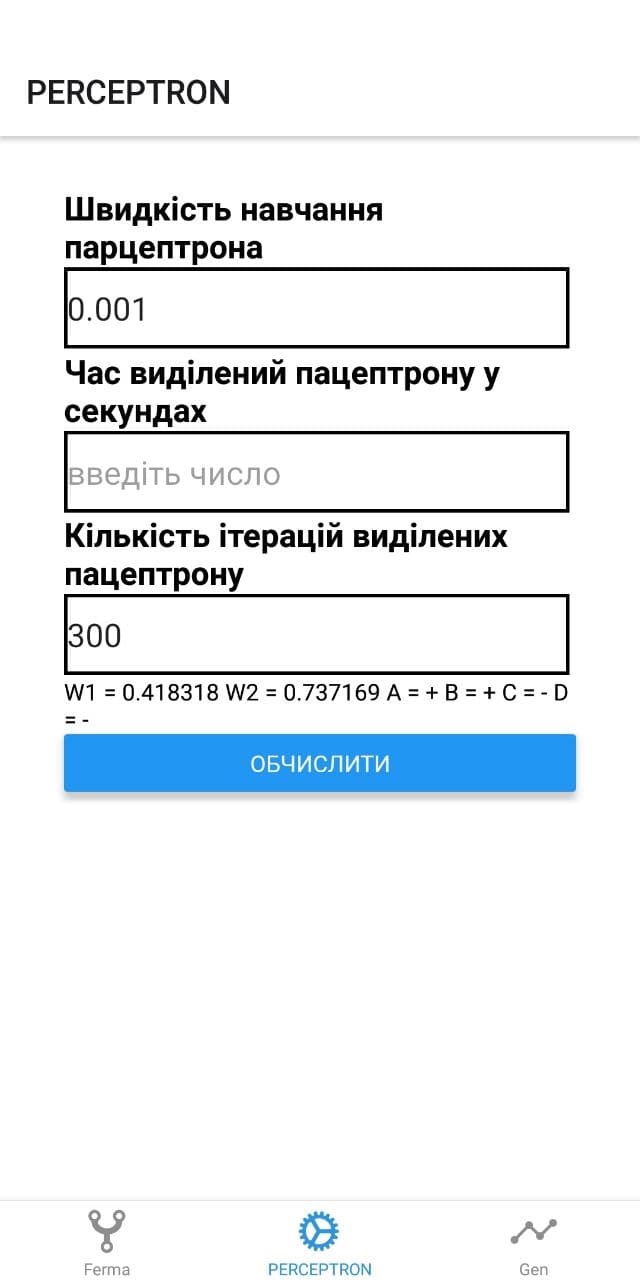 PERCEPTRON
Швидкість навчання
парцептрона
0.001
Час виділений пацептрону у
секундах
введіть число
Кількість ітерацій виділених
пацептрону
300
W1 = 0.418318 W2 = 0.737169 A = + B = + C = - D
= -
ОБЧИСЛИТИ
Ferma
PERCEPTRON
Gen